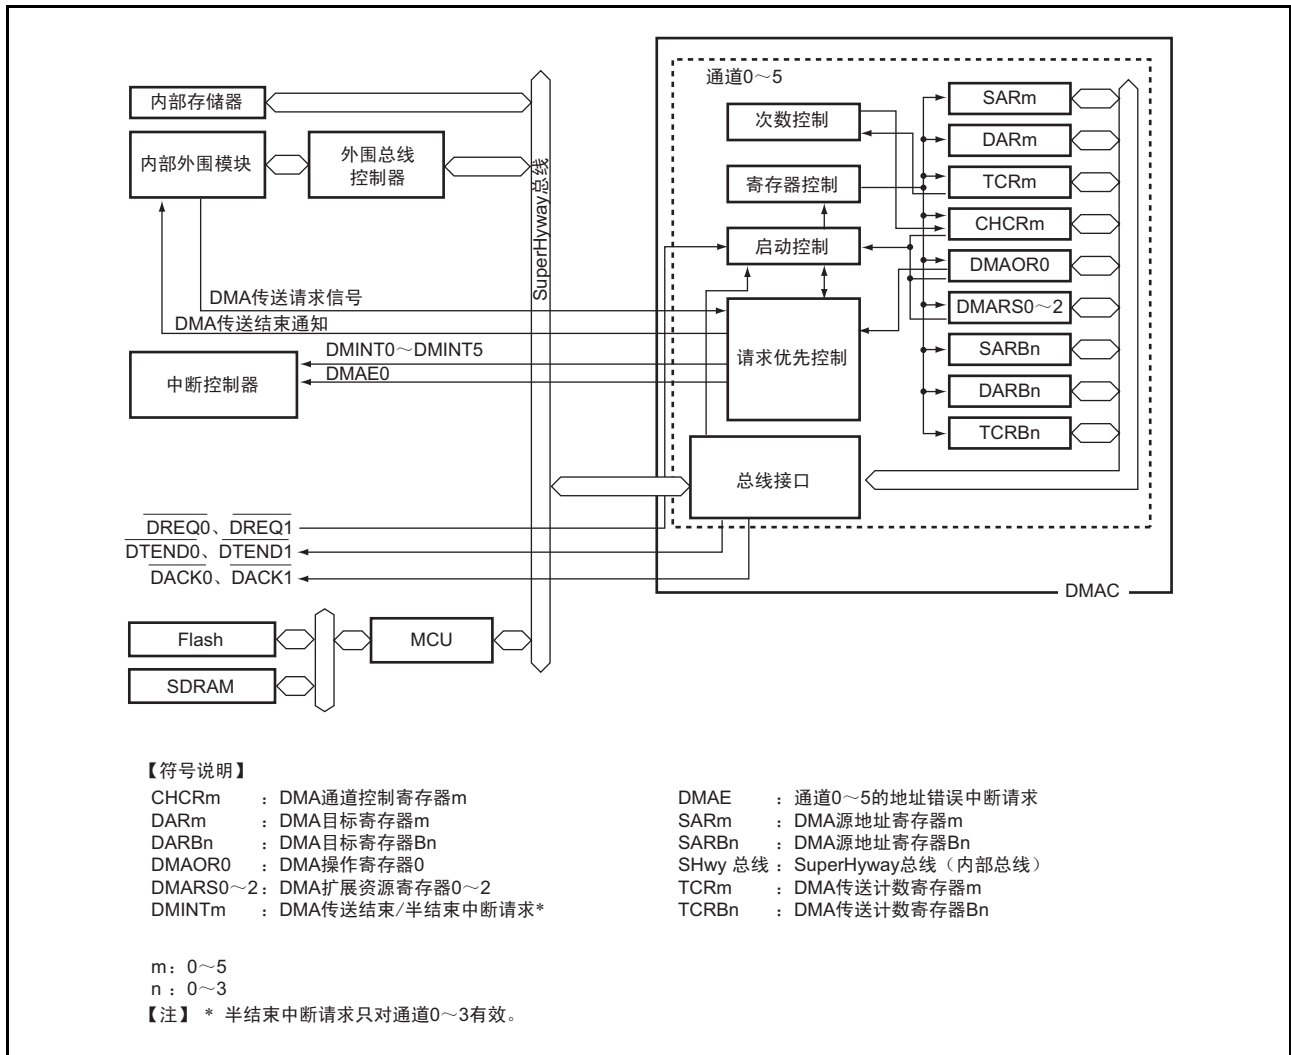 通道0～5
内部存储器
内部外围模块
外围总线
控制器
SuperHyway总线
次数控制
寄存器控制
启动控制
请求优先控制
总线接口
SARm
DARm
TCRm
CHCRm
DMAOR0
DMARS0～2
SARBn
DARBn
TCRBn
DMA传送请求信号
DMA传送结束通知
DMINT0～DMINT5
DMAE0
中断控制器
DREQ0、DREQ1
DTEND0、DTEND1
DACK0、DACK1
DMAC
Flash
MCU
SDRAM
【符号说明】
CHCRm ：DMA通道控制寄存器m
DARm ：DMA目标寄存器m
DARBn ：DMA目标寄存器Bn
DMAOR0 ：DMA操作寄存器0
DMARS0～2：DMA扩展资源寄存器0～2
DMINTm ：DMA传送结束/半结束中断请求*
DMAE ：通道0～5的地址错误中断请求
SARm ：DMA源地址寄存器m
SARBn ：DMA源地址寄存器Bn
SHwy 总线：SuperHyway总线（内部总线）
TCRm ：DMA传送计数寄存器m
TCRBn ：DMA传送计数寄存器Bn
m：0～5
n：0～3
【注】 * 半结束中断请求只对通道0～3有效。